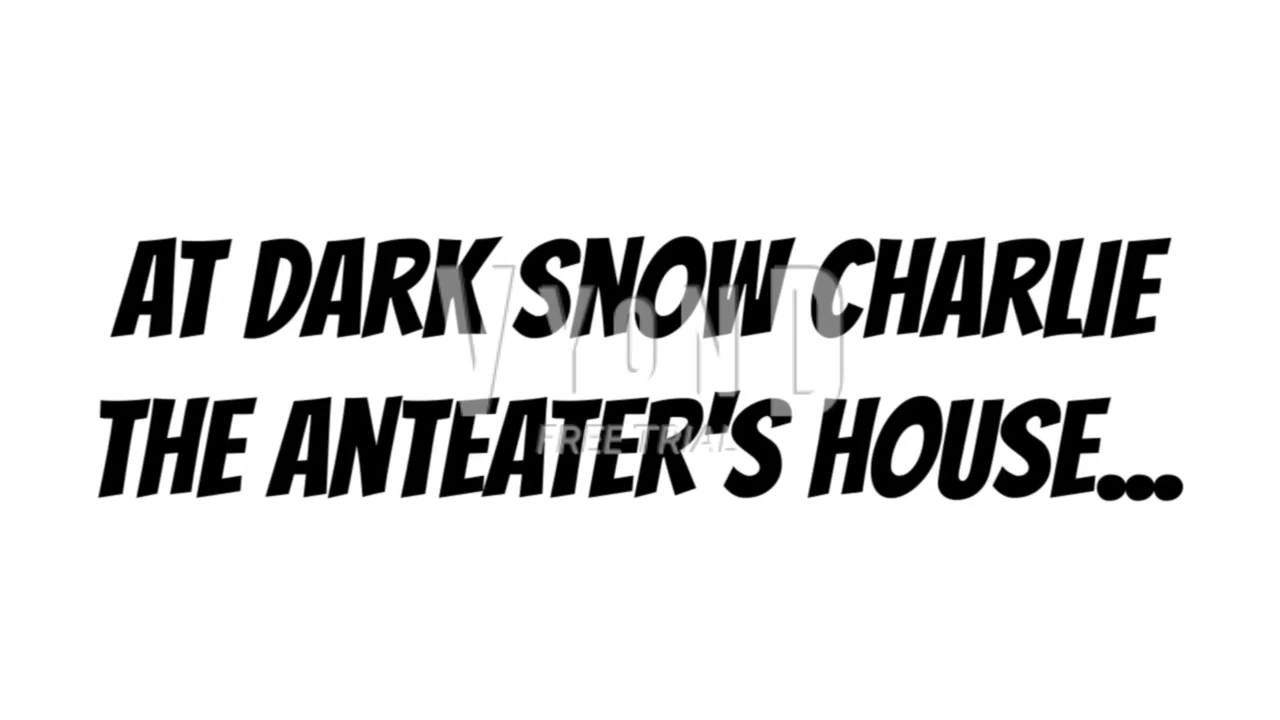 AT DARK SNOW CHARLIE
THE ANTEATER'S HOUSE...
VYOND
FREE TRIAL